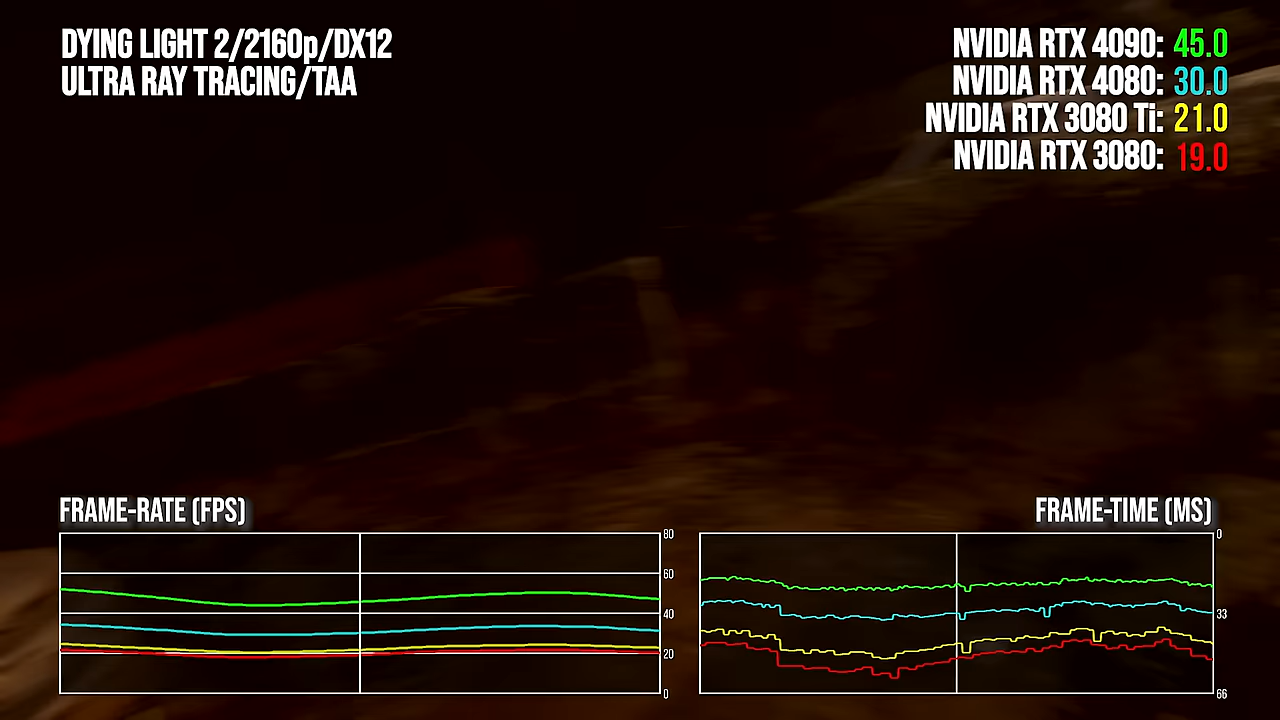 DYING LIGHT 2/2160p/DX12
ULTRA RAY TRACING/TAA
NVIDIA RTX 4090: 45.0
NVIDIA RTX 4080: 30.0
NVIDIA RTX 3080 Ti: 21.0
NVIDIA RTX 3080: 19.0
FRAME-RATE (FPS)
80
60
40
20
0
FRAME-TIME (MS)
0
33
66